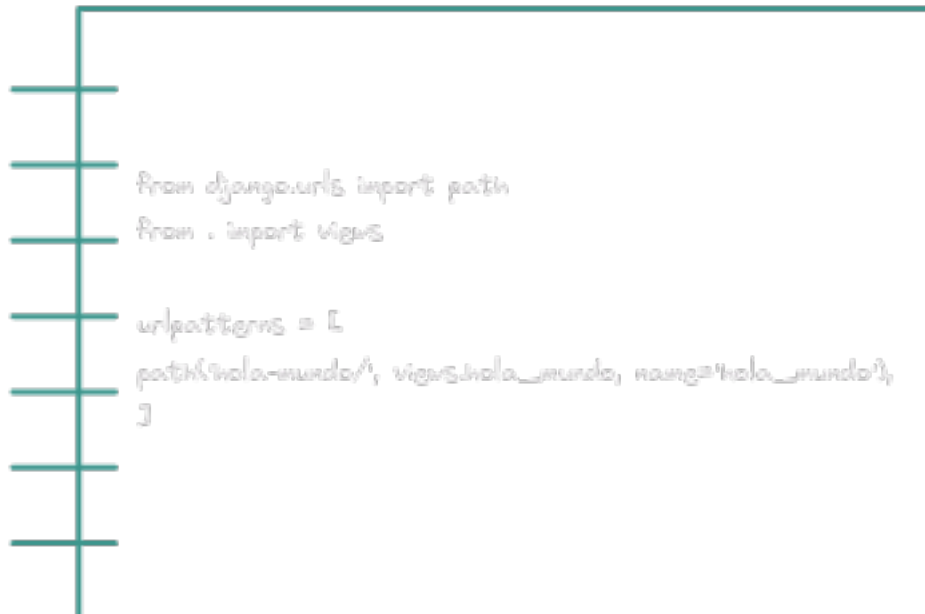 from django.urls import path
from . import views
urlpatterns = [
path('hola-mundo/', views.hola_mundo, name='hola_mundo'),
]